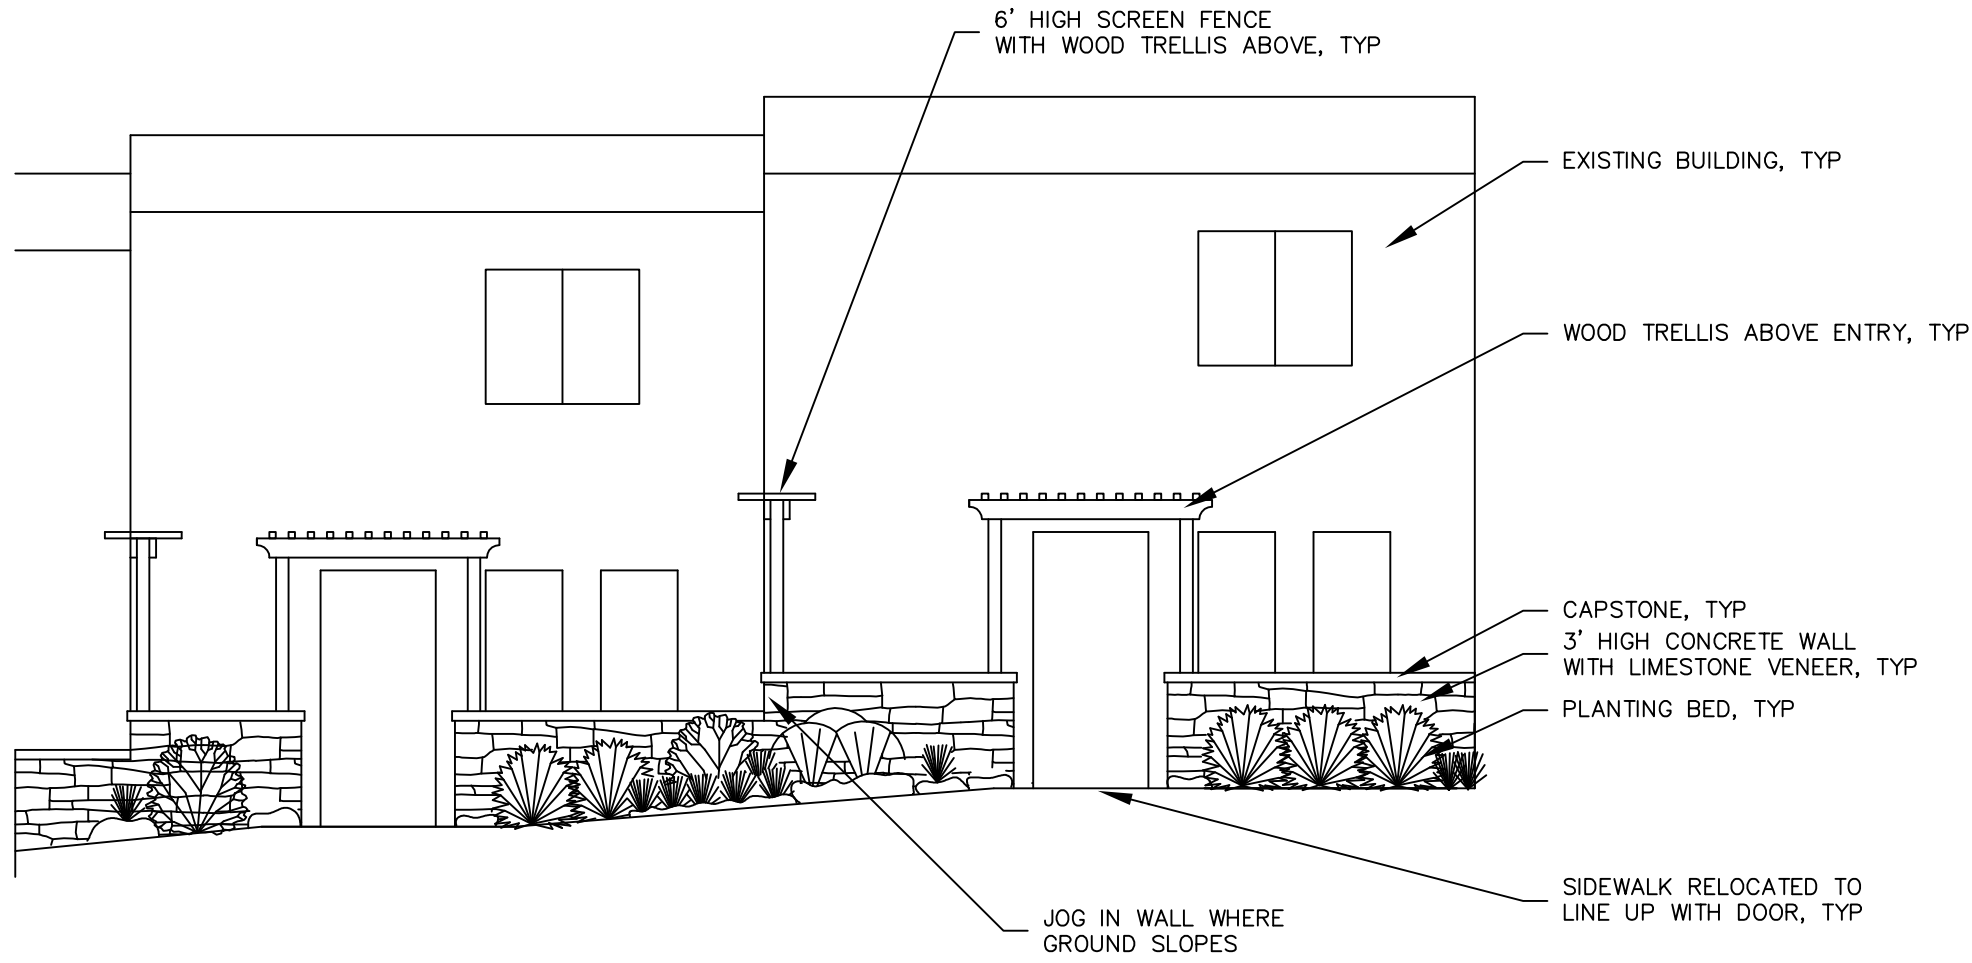 6' HIGH SCREEN FENCE
WITH WOOD TRELLIS ABOVE, TYP
EXISTING BUILDING, TYP
WOOD TRELLIS ABOVE ENTRY, TYP
CAPSTONE, TYP
3' HIGH CONCRETE WALL
WITH LIMESTONE VENEER, TYP
PLANTING BED, TYP
SIDEWALK RELOCATED TO
LINE UP WITH DOOR, TYP
JOG IN WALL WHERE
GROUND SLOPES